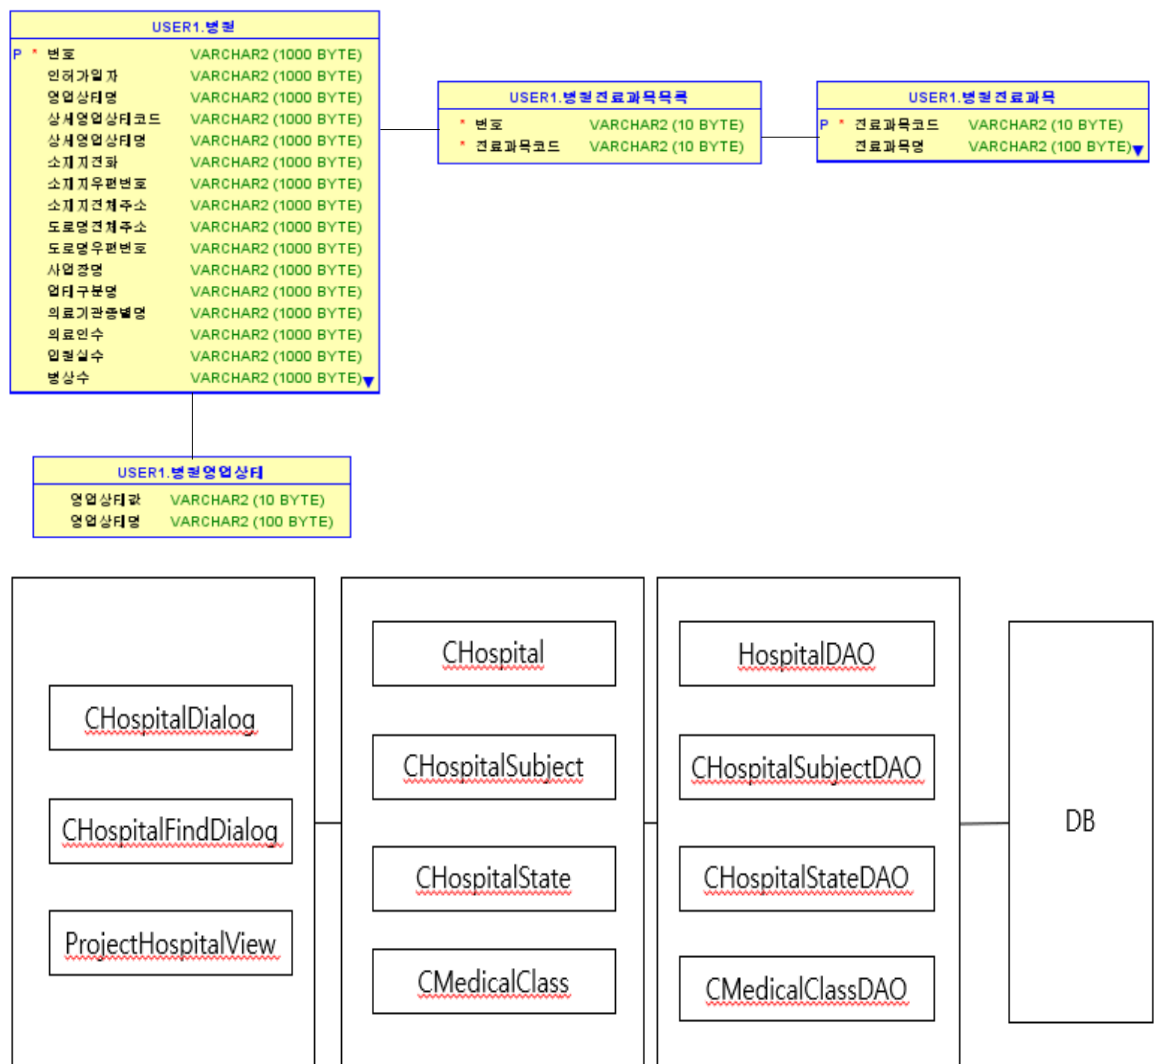 USER1.병원
P * 번호 VARCHAR2 (1000 BYTE)
인허가일자 VARCHAR2 (1000 BYTE)
영업상태명 VARCHAR2 (1000 BYTE)
상세영업상태코드 VARCHAR2 (1000 BYTE)
상세영업상태명 VARCHAR2 (1000 BYTE)
소재지전화 VARCHAR2 (1000 BYTE)
소재지우편번호 VARCHAR2 (1000 BYTE)
소재지전체주소 VARCHAR2 (1000 BYTE)
도로명전체주소 VARCHAR2 (1000 BYTE)
도로명우편번호 VARCHAR2 (1000 BYTE)
사업장명 VARCHAR2 (1000 BYTE)
업태구분명 VARCHAR2 (1000 BYTE)
의료기관종별명 VARCHAR2 (1000 BYTE)
의료인수 VARCHAR2 (1000 BYTE)
입원실수 VARCHAR2 (1000 BYTE)
병상수 VARCHAR2 (1000 BYTE)
USER1.병원진료과목목록
* 번호 VARCHAR2 (10 BYTE)
* 진료과목코드 VARCHAR2 (10 BYTE)
USER1.병원진료과목
P * 진료과목코드 VARCHAR2 (10 BYTE)
진료과목명 VARCHAR2 (100 BYTE)
USER1.병원영업상태
영업상태값 VARCHAR2 (10 BYTE)
영업상태명 VARCHAR2 (100 BYTE)
CHospitalDialog
CHospitalFindDialog
ProjectHospitalView
CHospital
CHospitalSubject
CHospitalState
CMedicalClass
HospitalDAO
CHospitalSubjectDAO
CHospitalStateDAO
CMedicalClassDAO
DB